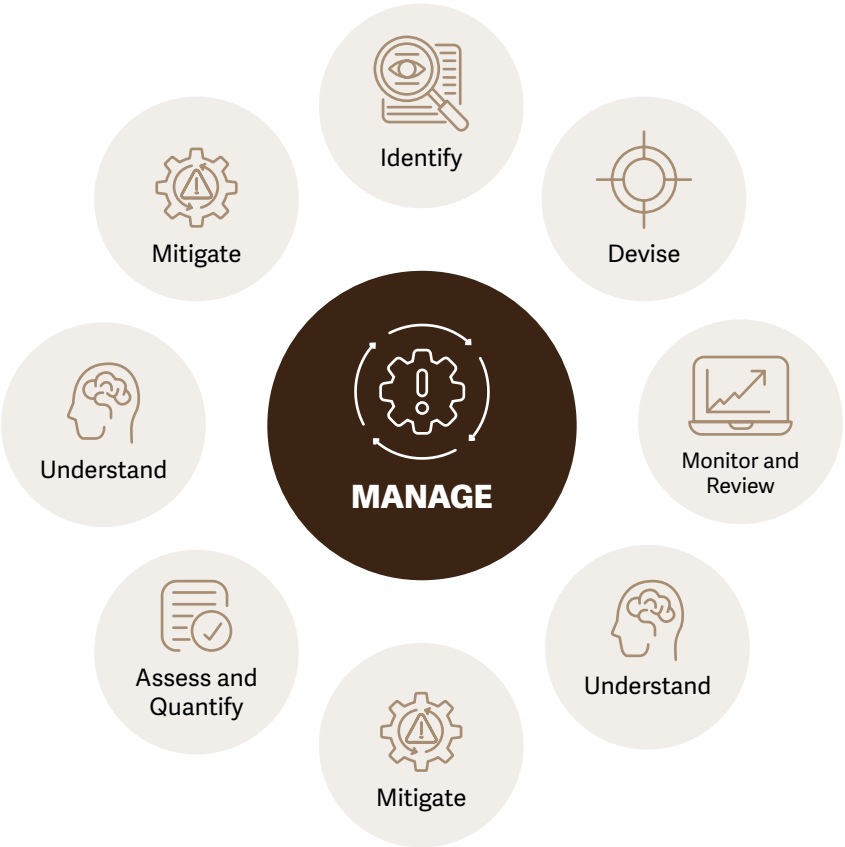 Identify
Mitigate
Devise
MANAGE
Understand
Monitor and
Review
Assess and
Quantify
Understand
Mitigate